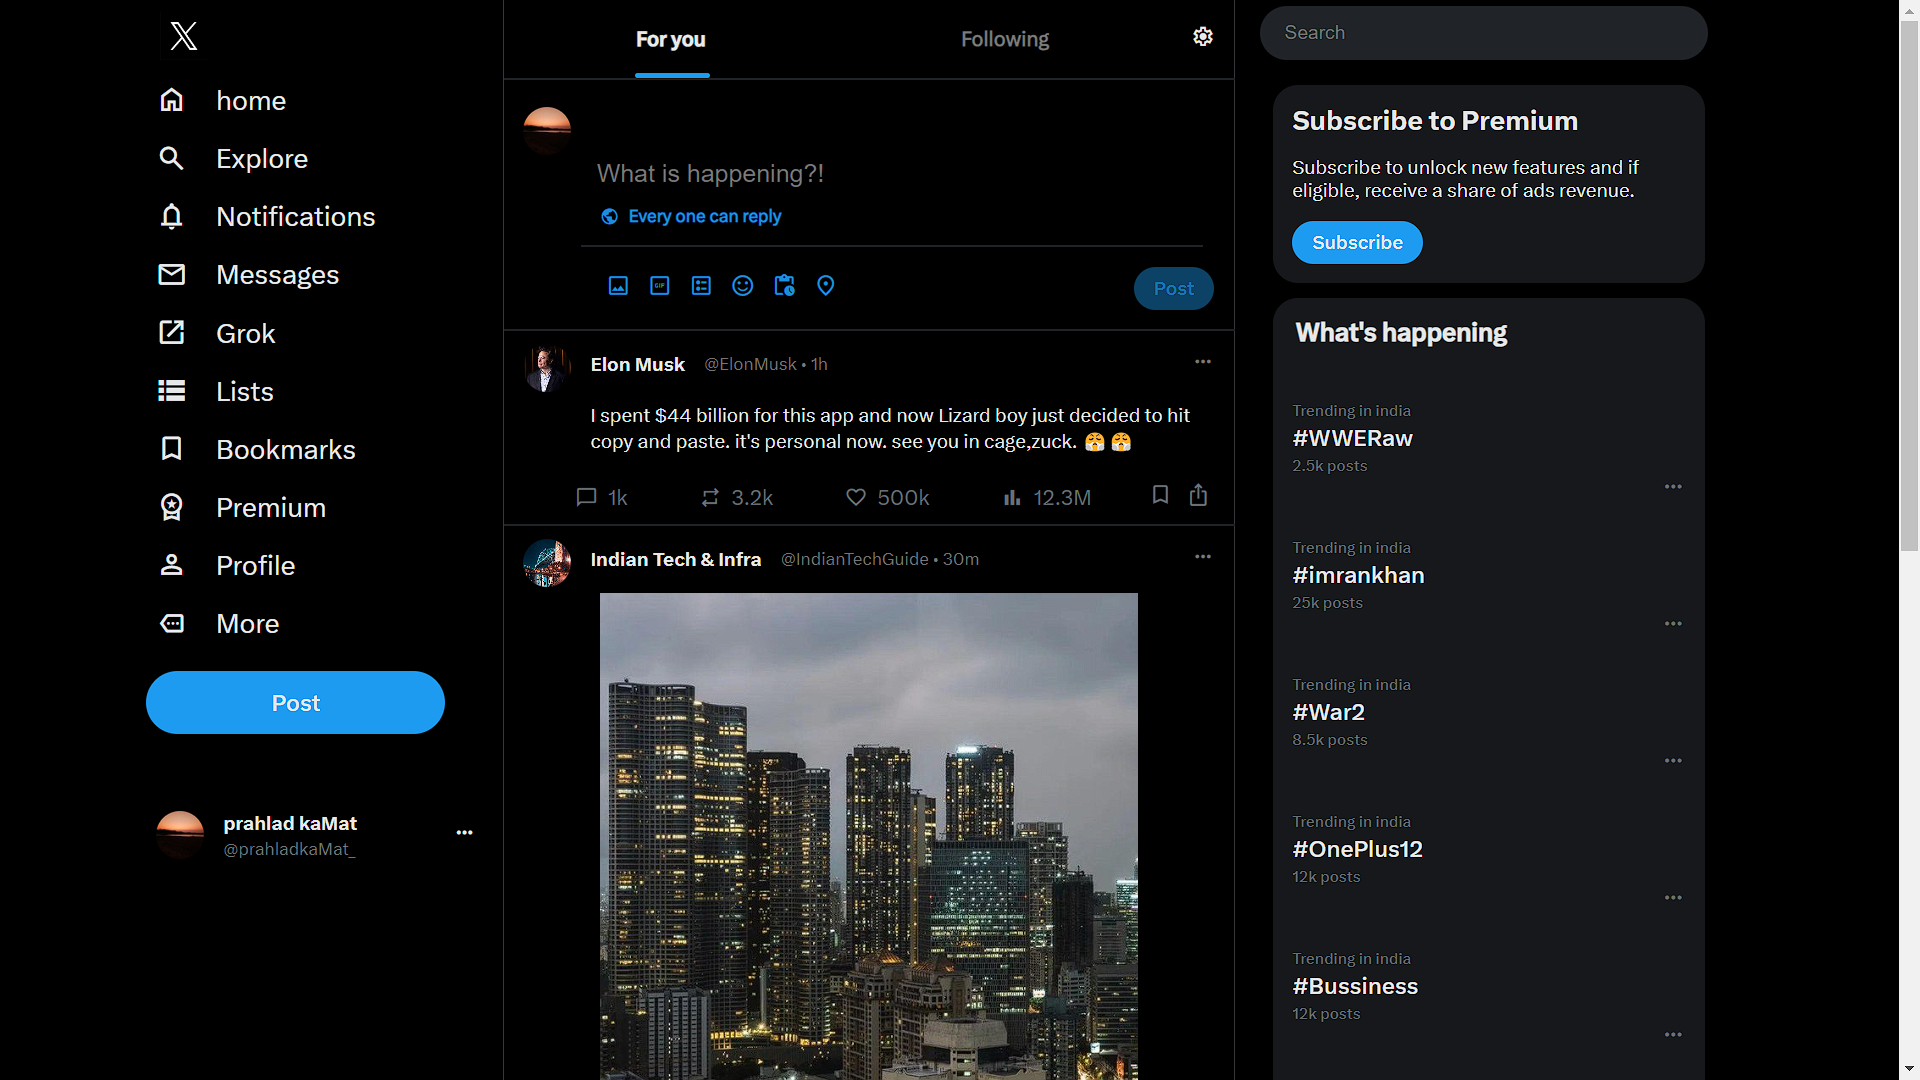 home
Explore
Notifications
Messages
Grok
Lists
Bookmarks
Premium
Profile
More
Post
prahlad kaMat
@prahladkaMat_
For you
Following
What is happening?!
Every one can reply
GIF
Post
Elon Musk @ElonMusk • 1h
I spent $44 billion for this app and now Lizard boy just decided to hit
copy and paste. it's personal now. see you in cage,zuck. 😤 😤
1k 3.2k 500k 12.3M
Indian Tech & Infra @IndianTechGuide • 30m
Search
Subscribe to Premium
Subscribe to unlock new features and if
eligible, receive a share of ads revenue.
Subscribe
What's happening
Trending in india
#WWERaw
2.5k posts
Trending in india
#imrankhan
25k posts
Trending in india
#War2
8.5k posts
Trending in india
#OnePlus12
12k posts
Trending in india
#Bussiness
12k posts